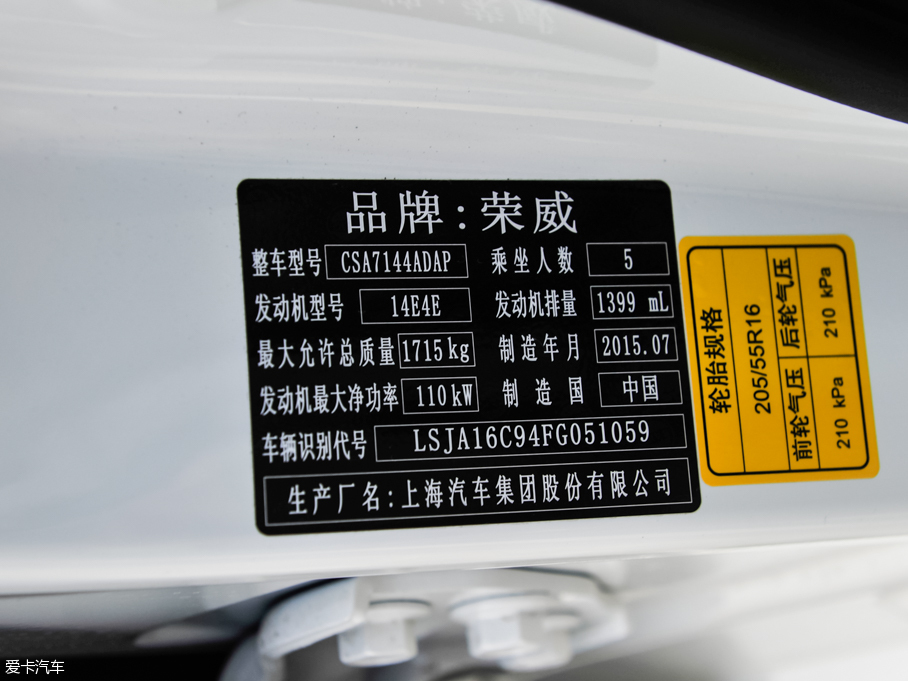 品牌:荣威
整车型号 CSA7144ADAP 乘坐人数 5
发动机型号 14E4E 发动机排量 1399 mL
最大允许总质量 1715kg 制造年月 2015.07
发动机最大净功率 110kW 制造国 中国
车辆识别代号 LSJA16C94FG051059
生产厂名:上海汽车集团股份有限公司
轮胎规格
205/55R16
前轮气压 后轮气压
210 kPa 210 kPa
爱卡汽车